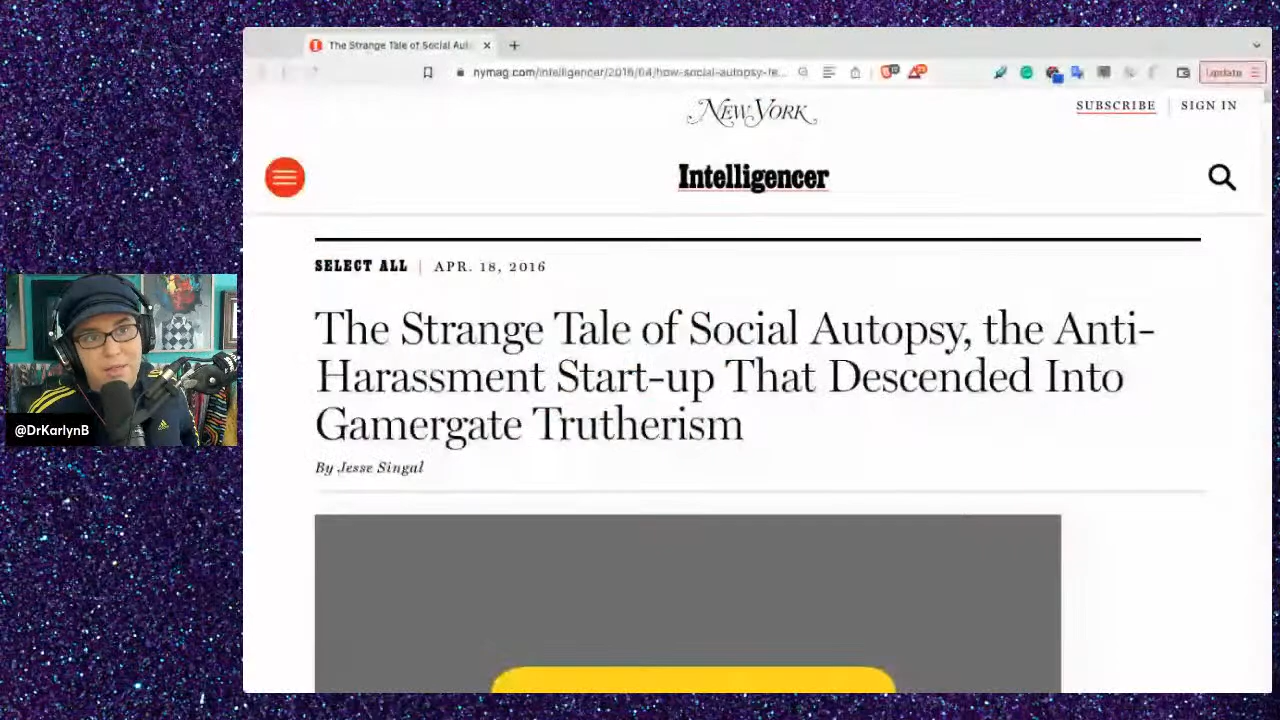 The Strange Tale of Social Aut
nymag.com/intelligencer/2016/04/how-social-autopsy-fe...
Update
NEW YORK
SUBSCRIBE | SIGN IN
Intelligencer
SELECT ALL | APR. 18, 2016
The Strange Tale of Social Autopsy, the Anti-
Harassment Start-up That Descended Into
Gamergate Trutherism
By Jesse Singal
@DrKarlynB